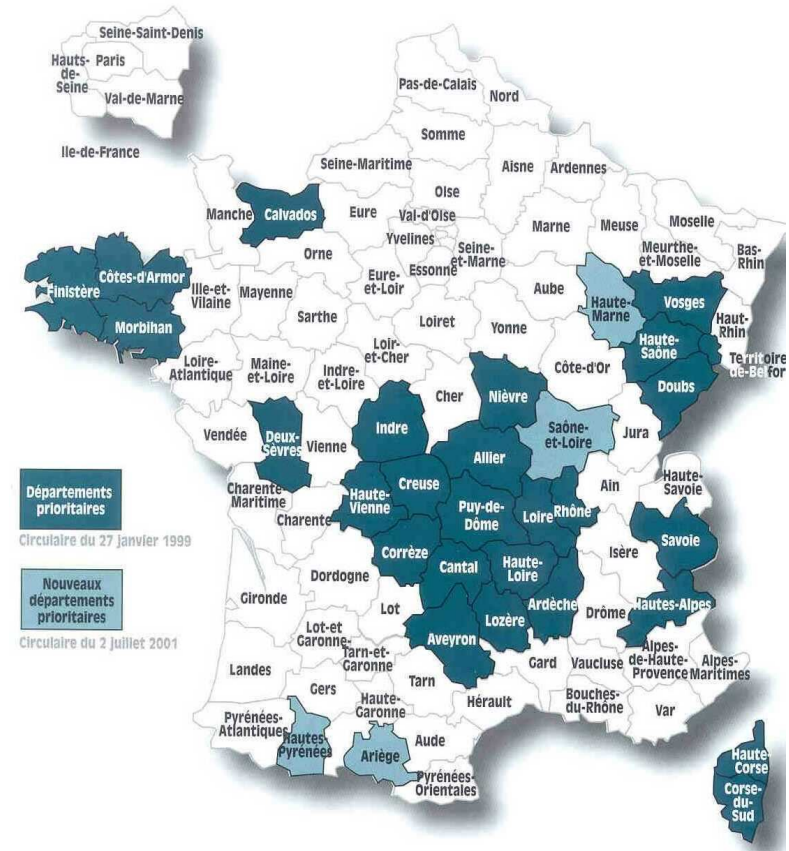 Seine-Saint-Denis
Hauts-
de-
Seine
Paris
Val-de-Marne
Ile-de-France
Pas-de-Calais
Nord
Somme
Seine-Maritime
Aisne
Ardennes
Oise
Manche
Calvados
Eure
Val-d'Oise
Yvelines
Essonne
Seine-
et-Marne
Marne
Meuse
Moselle
Meurthe-
et-Moselle
Bas-
Rhin
Orne
Eure-
et-Loir
Aube
Haute-
Marne
Vosges
Haut-
Rhin
Finistère
Côtes-d'Armor
Morbihan
Ille-et-
Vilaine
Mayenne
Sarthe
Loiret
Yonne
Haute-
Saône
Territoire
de-Belfort
Loire-
Atlantique
Maine-
et-Loire
Indre-
et-Loire
Loir-
et-Cher
Cher
Nièvre
Côte-d'Or
Doubs
Vendée
Deux-
Sèvres
Vienne
Indre
Allier
Saône-
et-Loire
Jura
Départements
prioritaires
Circulaire du 27 janvier 1999
Charente-
Maritime
Charente
Haute-
Vienne
Creuse
Puy-de-
Dôme
Loire
Rhône
Ain
Haute-
Savoie
Savoie
Nouveaux
départements
prioritaires
Circulaire du 2 juillet 2001
Gironde
Dordogne
Corrèze
Cantal
Haute-
Loire
Ardèche
Isère
Drôme
Hautes-Alpes
Landes
Lot-et
Garonne-
Lot
Tarn-et-
Garonne
Aveyron
Lozère
Gard
Vaucluse
Alpes-
de-Haute-
Provence
Alpes-
Maritimes
Gers
Tarn
Hérault
Bouches-
du-Rhône
Var
Pyrénées-
Atlantiques
Hautes-
Pyrénées
Haute-
Garonne
Ariège
Aude
Pyrénées-
Orientales
Haute-
Corse
Corse-
du-
Sud